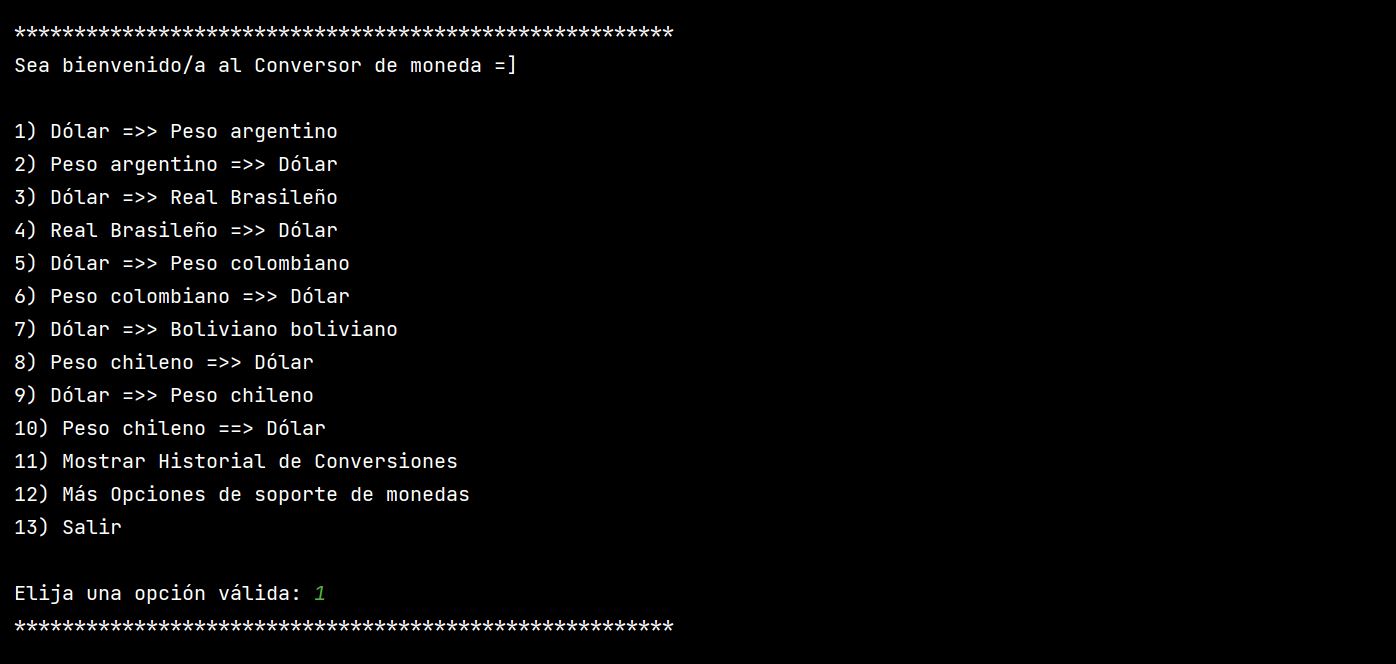 *******************************************************
Sea bienvenido/a al Conversor de moneda =]
1) Dólar =>> Peso argentino
2) Peso argentino =>> Dólar
3) Dólar =>> Real Brasileño
4) Real Brasileño =>> Dólar
5) Dólar =>> Peso colombiano
6) Peso colombiano =>> Dólar
7) Dólar =>> Boliviano boliviano
8) Peso chileno =>> Dólar
9) Dólar =>> Peso chileno
10) Peso chileno ==> Dólar
11) Mostrar Historial de Conversiones
12) Más Opciones de soporte de monedas
13) Salir
Elija una opción válida: 1
*******************************************************